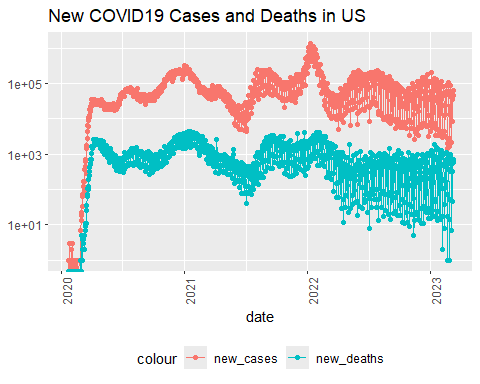 New COVID19 Cases and Deaths in US
1e+05
1e+03
1e+01
2020
2021
2022
2023
date
colour
new_cases
new_deaths